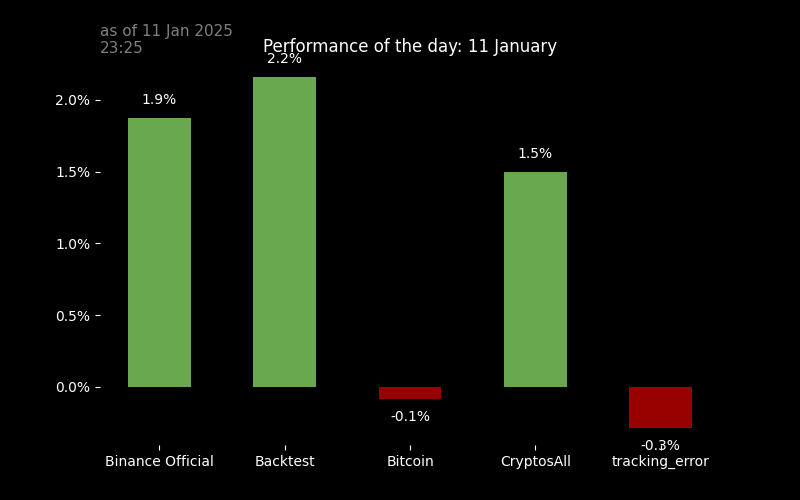 as of 11 Jan 2025
23:25
Performance of the day: 11 January
2.2%
1.9%
2.0%
1.5%
1.5%
1.0%
0.5%
0.0%
-0.1%
-0.3%
Binance Official
Backtest
Bitcoin
CryptosAll
tracking_error